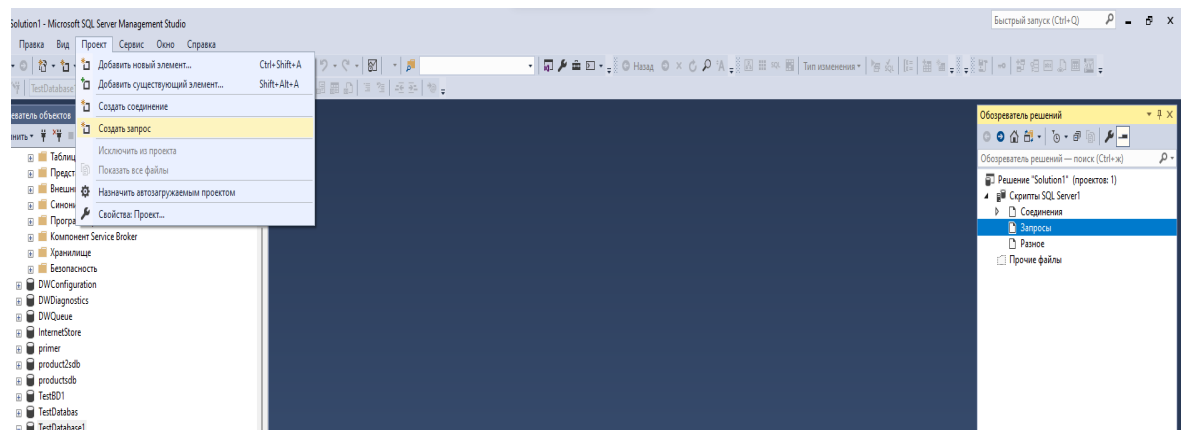 Solution1 - Microsoft SQL Server Management Studio
Быстрый запуск (Ctrl+Q)
Правка Вид Проект Сервис Окно Справка
Добавить новый элемент... Ctrl+Shift+A
Добавить существующий элемент... Shift+Alt+A
Создать соединение
Создать запрос
Исключить из проекта
Показать все файлы
Назначить автозагружаемым проектом
Свойства: Проект...
Назад
Тип изменения
TestDatabase
еватель объектов
нить
Таблиц
Предст
Внешн
Синони
Програ
Компонент Service Broker
Хранилище
Безопасность
DWConfiguration
DWDiagnostics
DWQueue
InternetStore
primer
product2sdb
productsdb
TestBD1
TestDatabas
TestDatabase1
Обозреватель решений
Обозреватель решений — поиск (Ctrl+ж)
Решение "Solution1" (проектов: 1)
Скрипты SQL Server1
Соединения
Запросы
Разное
Прочие файлы